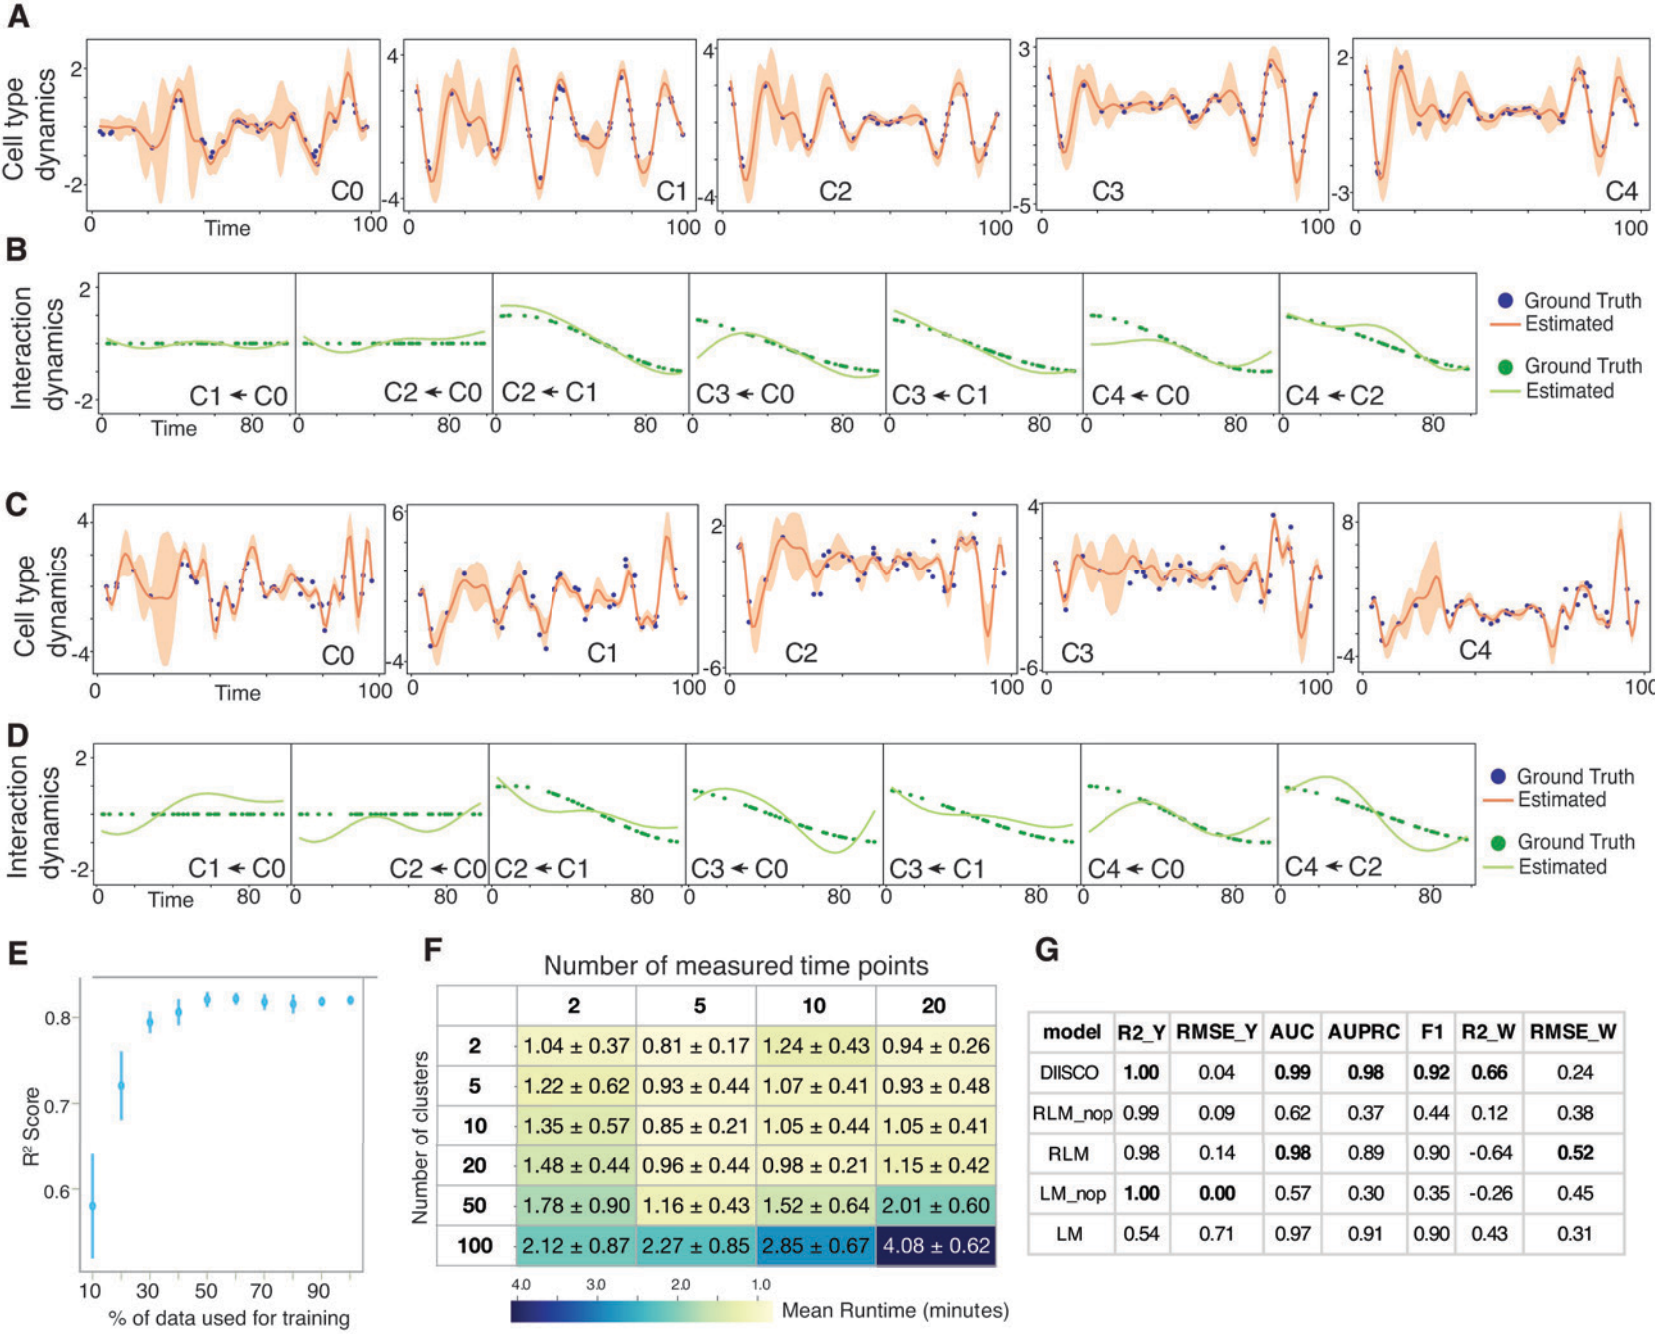 A
Cell type
dynamics
2
-2
0
Time
100
C0
4
-4
0
100
C1
4
-4
0
100
C2
3
-5
0
100
C3
2
-3
0
100
C4
B
Interaction
dynamics
2
-2
C1 ← C0
C2 ← C0
C2 ← C1
C3 ← C0
C3 ← C1
C4 ← C0
C4 ← C2
0 Time 80
0 80
0 80
0 80
0 80
0 80
0 80
Ground Truth
Estimated
Ground Truth
Estimated
C
Cell type
dynamics
4
-4
0
Time
100
C0
6
-4
0
100
C1
2
-6
0
100
C2
4
-6
0
100
C3
8
-4
0
100
C4
D
Interaction
dynamics
2
-2
C1 ← C0
C2 ← C0
C2 ← C1
C3 ← C0
C3 ← C1
C4 ← C0
C4 ← C2
0 Time 80
0 80
0 80
0 80
0 80
0 80
0 80
Ground Truth
Estimated
Ground Truth
Estimated
E
R² Score
0.8
0.7
0.6
10 30 50 70 90
% of data used for training
F
Number of measured time points
Number of clusters
2 5 10 20
2 1.04 ± 0.37 0.81 ± 0.17 1.24 ± 0.43 0.94 ± 0.26
5 1.22 ± 0.62 0.93 ± 0.44 1.07 ± 0.41 0.93 ± 0.48
10 1.35 ± 0.57 0.85 ± 0.21 1.05 ± 0.44 1.05 ± 0.41
20 1.48 ± 0.44 0.96 ± 0.44 0.98 ± 0.21 1.15 ± 0.42
50 1.78 ± 0.90 1.16 ± 0.43 1.52 ± 0.64 2.01 ± 0.60
100 2.12 ± 0.87 2.27 ± 0.85 2.85 ± 0.67 4.08 ± 0.62
4.0 3.0 2.0 1.0
Mean Runtime (minutes)
G
model R2_Y RMSE_Y AUC AUPRC F1 R2_W RMSE_W
DIISCO 1.00 0.04 0.99 0.98 0.92 0.66 0.24
RLM_nop 0.99 0.09 0.62 0.37 0.44 0.12 0.38
RLM 0.98 0.14 0.98 0.89 0.90 -0.64 0.52
LM_nop 1.00 0.00 0.57 0.30 0.35 -0.26 0.45
LM 0.54 0.71 0.97 0.91 0.90 0.43 0.31